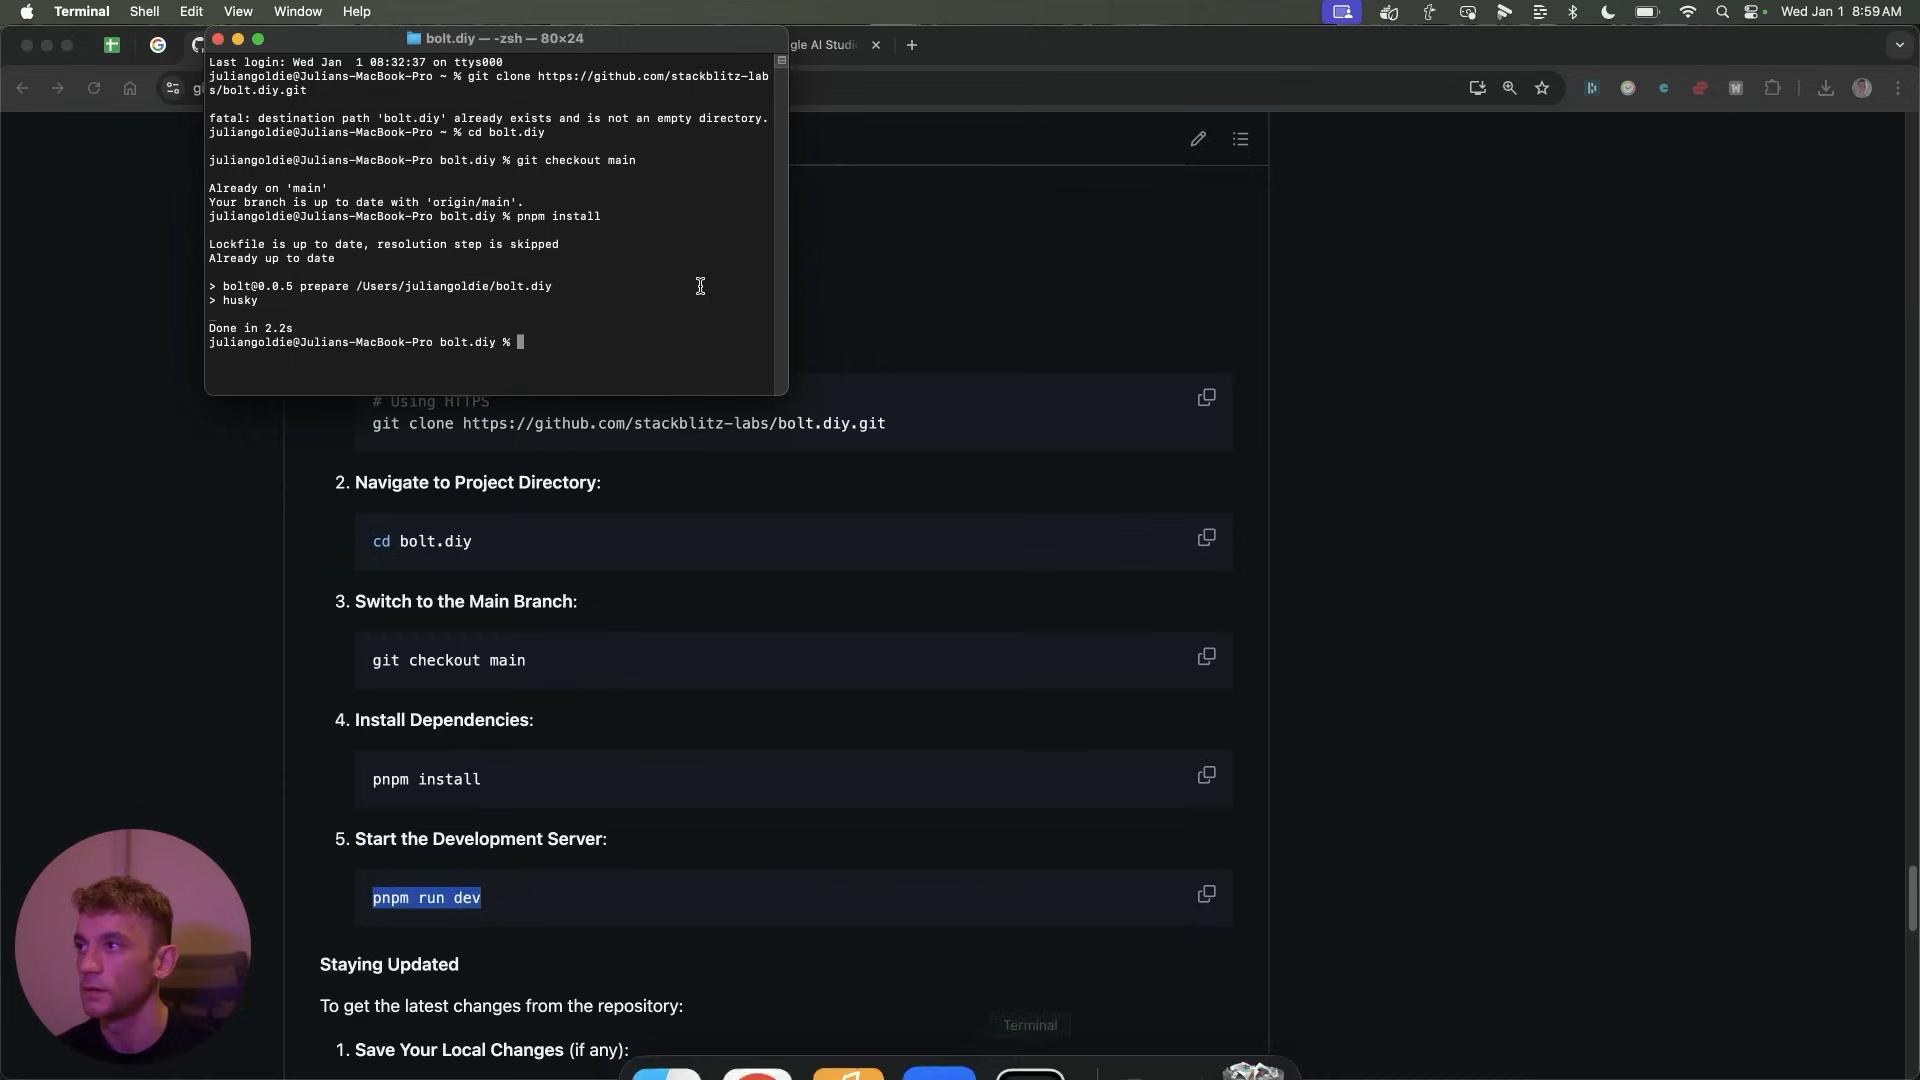 Terminal Shell Edit View Window Help
Wed Jan 1 8:59 AM
bolt.diy — -zsh — 80×24
gle AI Studi
Last login: Wed Jan  1 08:32:37 on ttys000
juliangoldie@Julians-MacBook-Pro ~ % git clone https://github.com/stackblitz-lab
s/bolt.diy.git
fatal: destination path 'bolt.diy' already exists and is not an empty directory.
juliangoldie@Julians-MacBook-Pro ~ % cd bolt.diy
juliangoldie@Julians-MacBook-Pro bolt.diy % git checkout main
Already on 'main'
Your branch is up to date with 'origin/main'.
juliangoldie@Julians-MacBook-Pro bolt.diy % pnpm install
Lockfile is up to date, resolution step is skipped
Already up to date
> bolt@0.0.5 prepare /Users/juliangoldie/bolt.diy
> husky
Done in 2.2s
juliangoldie@Julians-MacBook-Pro bolt.diy %
# Using HTTPS
git clone https://github.com/stackblitz-labs/bolt.diy.git
2. Navigate to Project Directory:
cd bolt.diy
3. Switch to the Main Branch:
git checkout main
4. Install Dependencies:
pnpm install
5. Start the Development Server:
pnpm run dev
Staying Updated
To get the latest changes from the repository:
Terminal
1. Save Your Local Changes (if any):